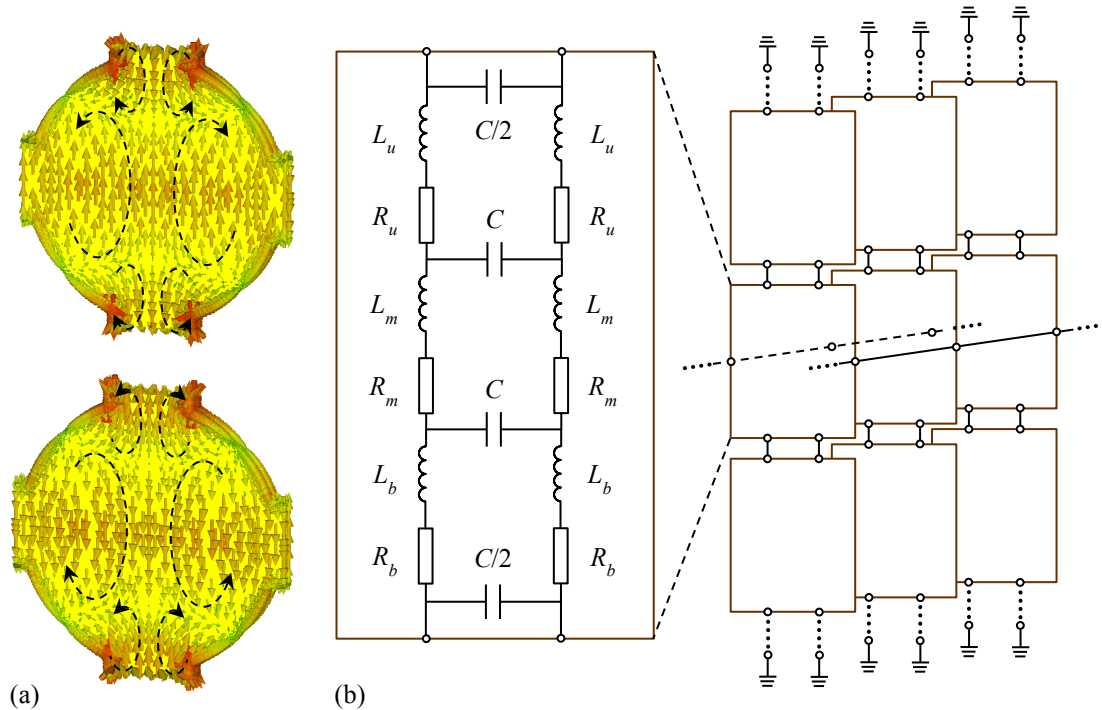 C/2
L_u L_u
R_u C R_u
L_m L_m
R_m C R_m
L_b L_b
R_b C/2 R_b
(a) (b)